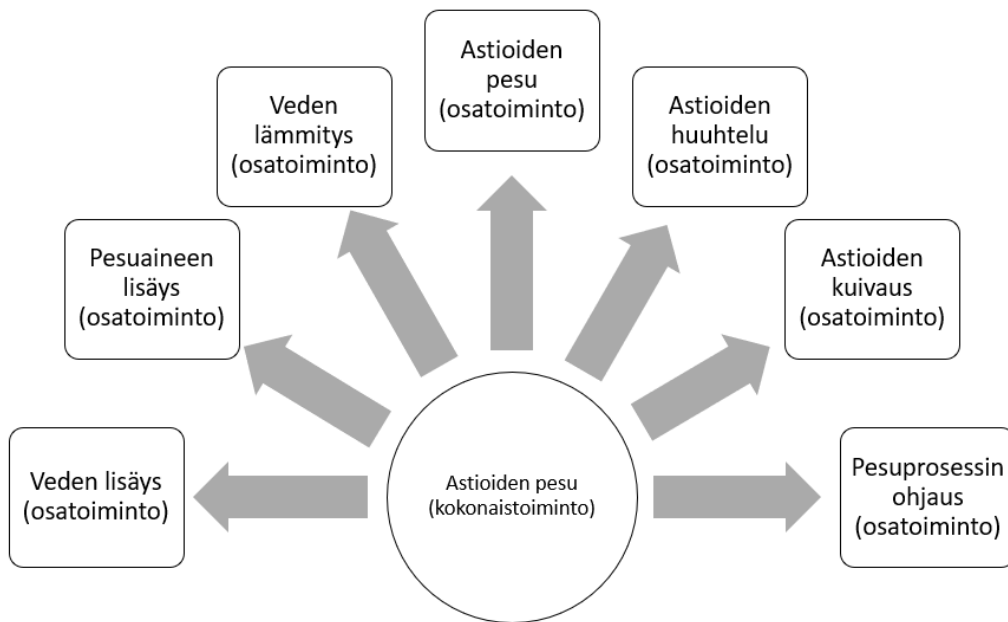 Veden lisäys
(osatoiminto)
Pesuaineen
lisäys
(osatoiminto)
Veden
lämmitys
(osatoiminto)
Astioiden
pesu
(osatoiminto)
Astioiden
huuhtelu
(osatoiminto)
Astioiden
kuivaus
(osatoiminto)
Pesuprosessin
ohjaus
(osatoiminto)
Astioiden pesu
(kokonaistoiminto)